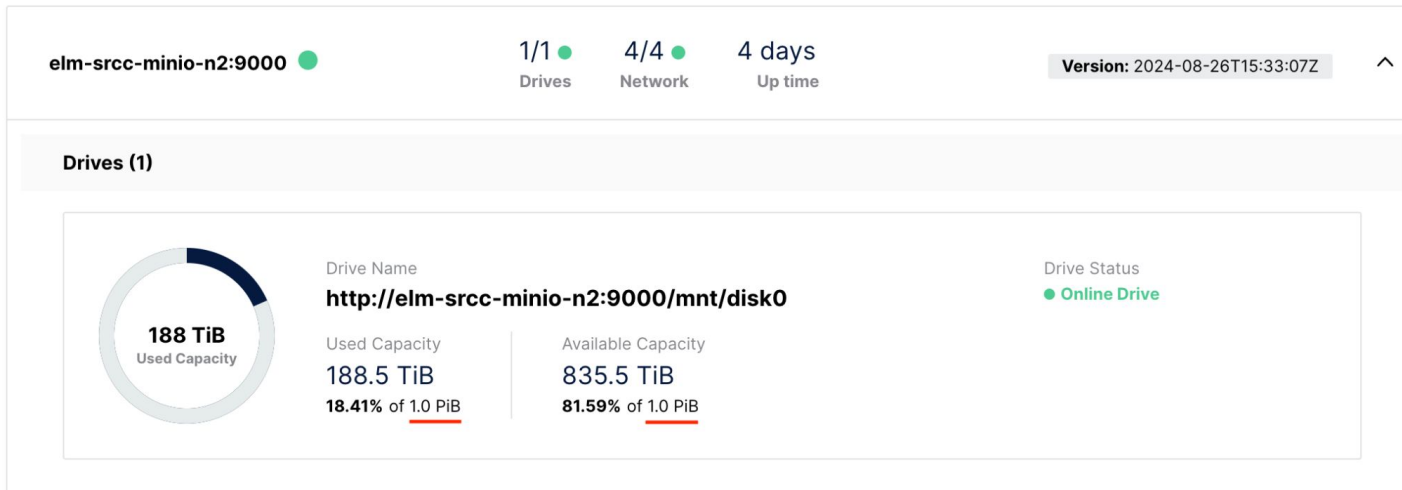 elm-srcc-minio-n2:9000
1/1 4/4 4 days
Drives Network Up time
Version: 2024-08-26T15:33:07Z
Drives (1)
188 TiB
Used Capacity
Drive Name
http://elm-srcc-minio-n2:9000/mnt/disk0
Used Capacity Available Capacity
188.5 TiB 835.5 TiB
18.41% of 1.0 PiB 81.59% of 1.0 PiB
Drive Status
Online Drive